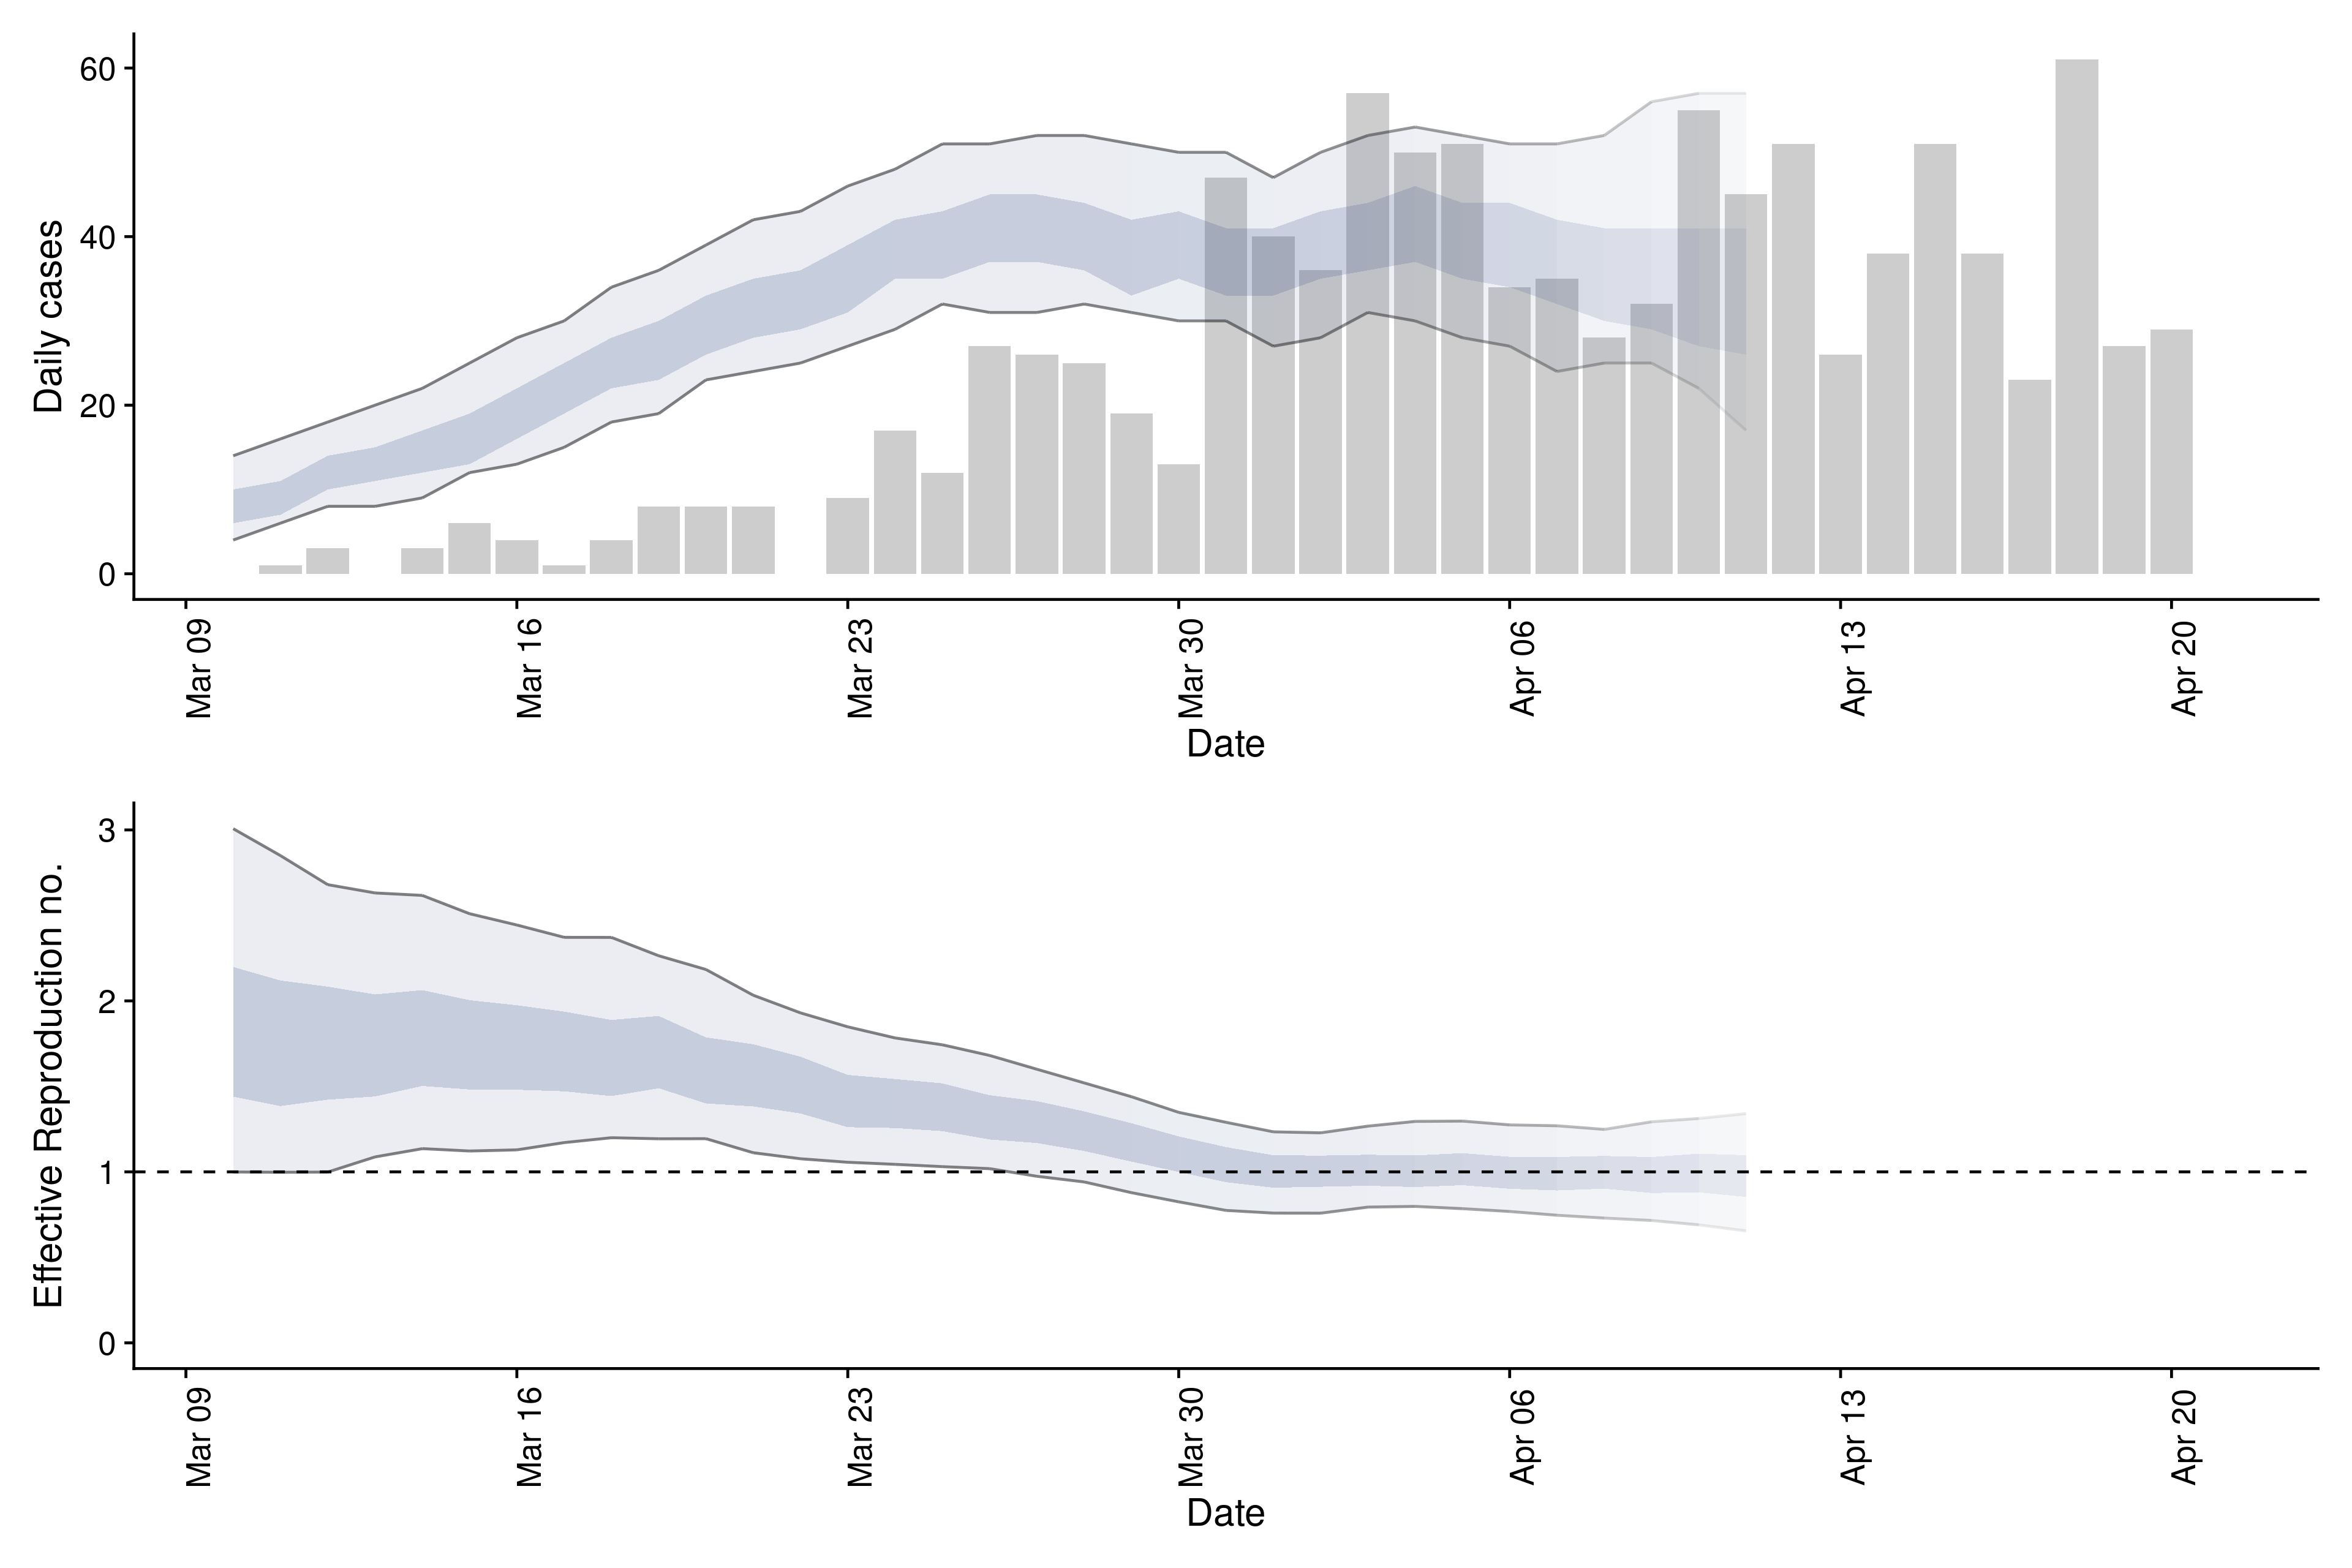 Daily cases
60
40
20
0
Mar 09
Mar 16
Mar 23
Mar 30
Apr 06
Apr 13
Apr 20
Date
Effective Reproduction no.
3
2
1
0
Mar 09
Mar 16
Mar 23
Mar 30
Apr 06
Apr 13
Apr 20
Date